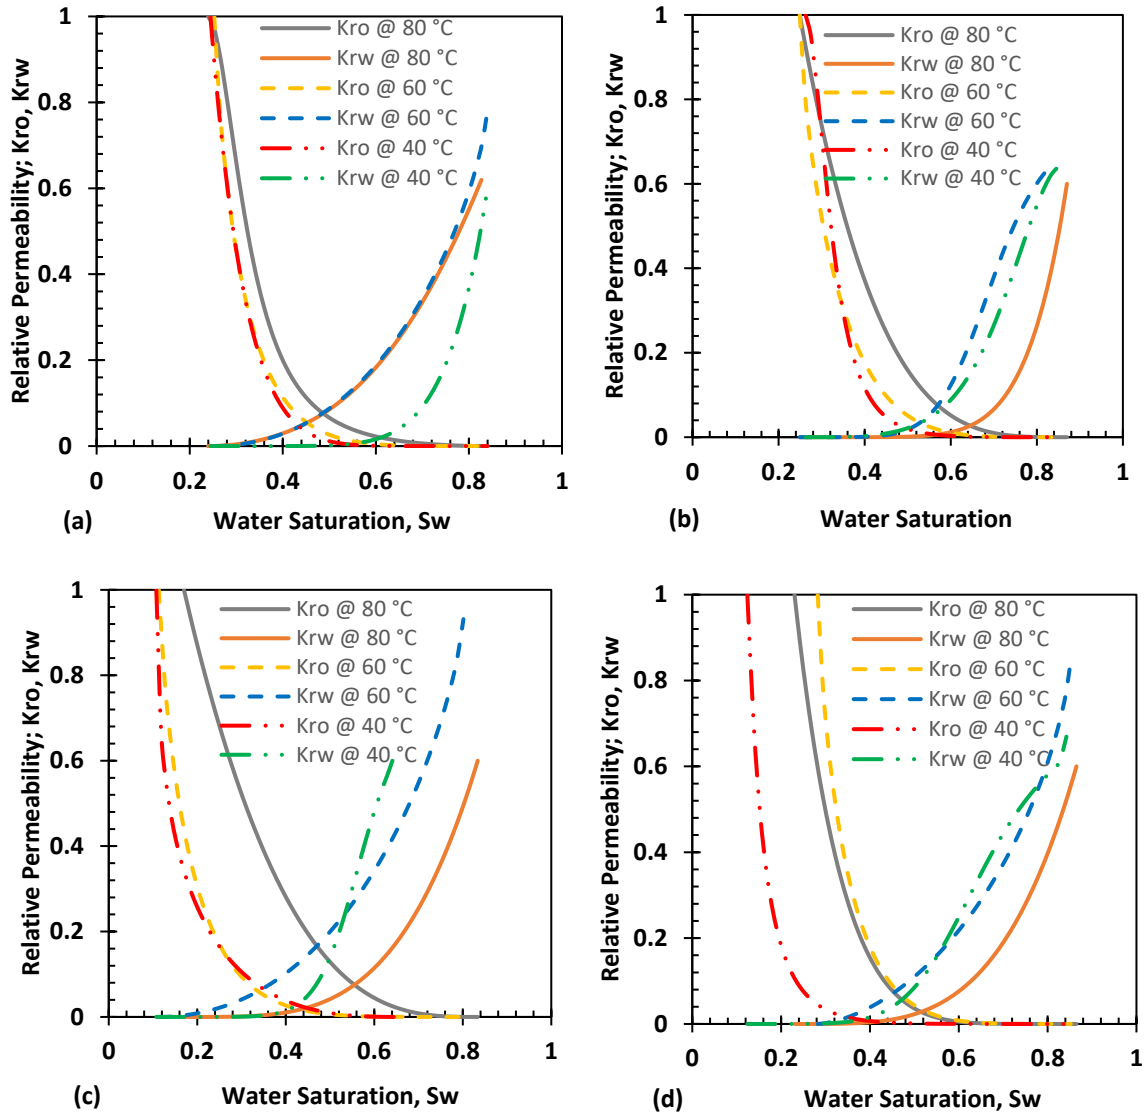 Relative Permeability; Kro, Krw
1
0.8
0.6
0.4
0.2
0
Kro @ 80 °C
Krw @ 80 °C
Kro @ 60 °C
Krw @ 60 °C
Kro @ 40 °C
Krw @ 40 °C
0 0.2 0.4 0.6 0.8 1
(a) Water Saturation, Sw
Relative Permeability; Kro, Krw
1
0.8
0.6
0.4
0.2
0
Kro @ 80 °C
Krw @ 80 °C
Kro @ 60 °C
Krw @ 60 °C
Kro @ 40 °C
Krw @ 40 °C
0 0.2 0.4 0.6 0.8 1
(b) Water Saturation
Relative Permeability; Kro, Krw
1
0.8
0.6
0.4
0.2
0
Kro @ 80 °C
Krw @ 80 °C
Kro @ 60 °C
Krw @ 60 °C
Kro @ 40 °C
Krw @ 40 °C
0 0.2 0.4 0.6 0.8 1
(c) Water Saturation, Sw
Relative Permeability; Kro, Krw
1
0.8
0.6
0.4
0.2
0
Kro @ 80 °C
Krw @ 80 °C
Kro @ 60 °C
Krw @ 60 °C
Kro @ 40 °C
Krw @ 40 °C
0 0.2 0.4 0.6 0.8 1
(d) Water Saturation, Sw